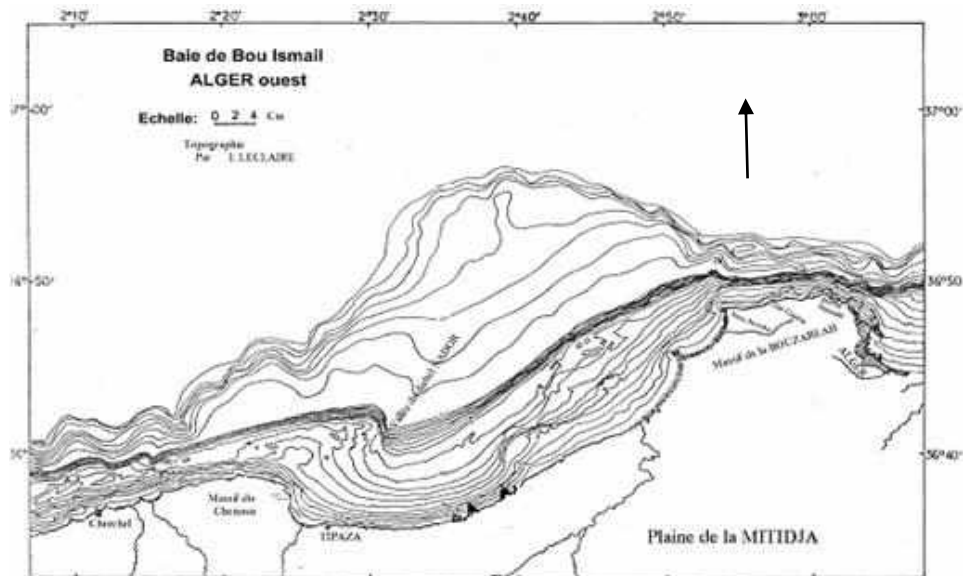 2°10'
2°20'
2°30'
2°40'
2°50'
3°00'
Baie de Bou Ismail
ALGER ouest
Echelle: 0 2 4
Topographie
Par LECLAIRE
37°00'
36°50'
36°40'
KHADOR
Massif de la BOUZAREAH
ALGER
Massif du
Chenoua
Cherchel
TIPAZA
Plaine de la MITIDJA